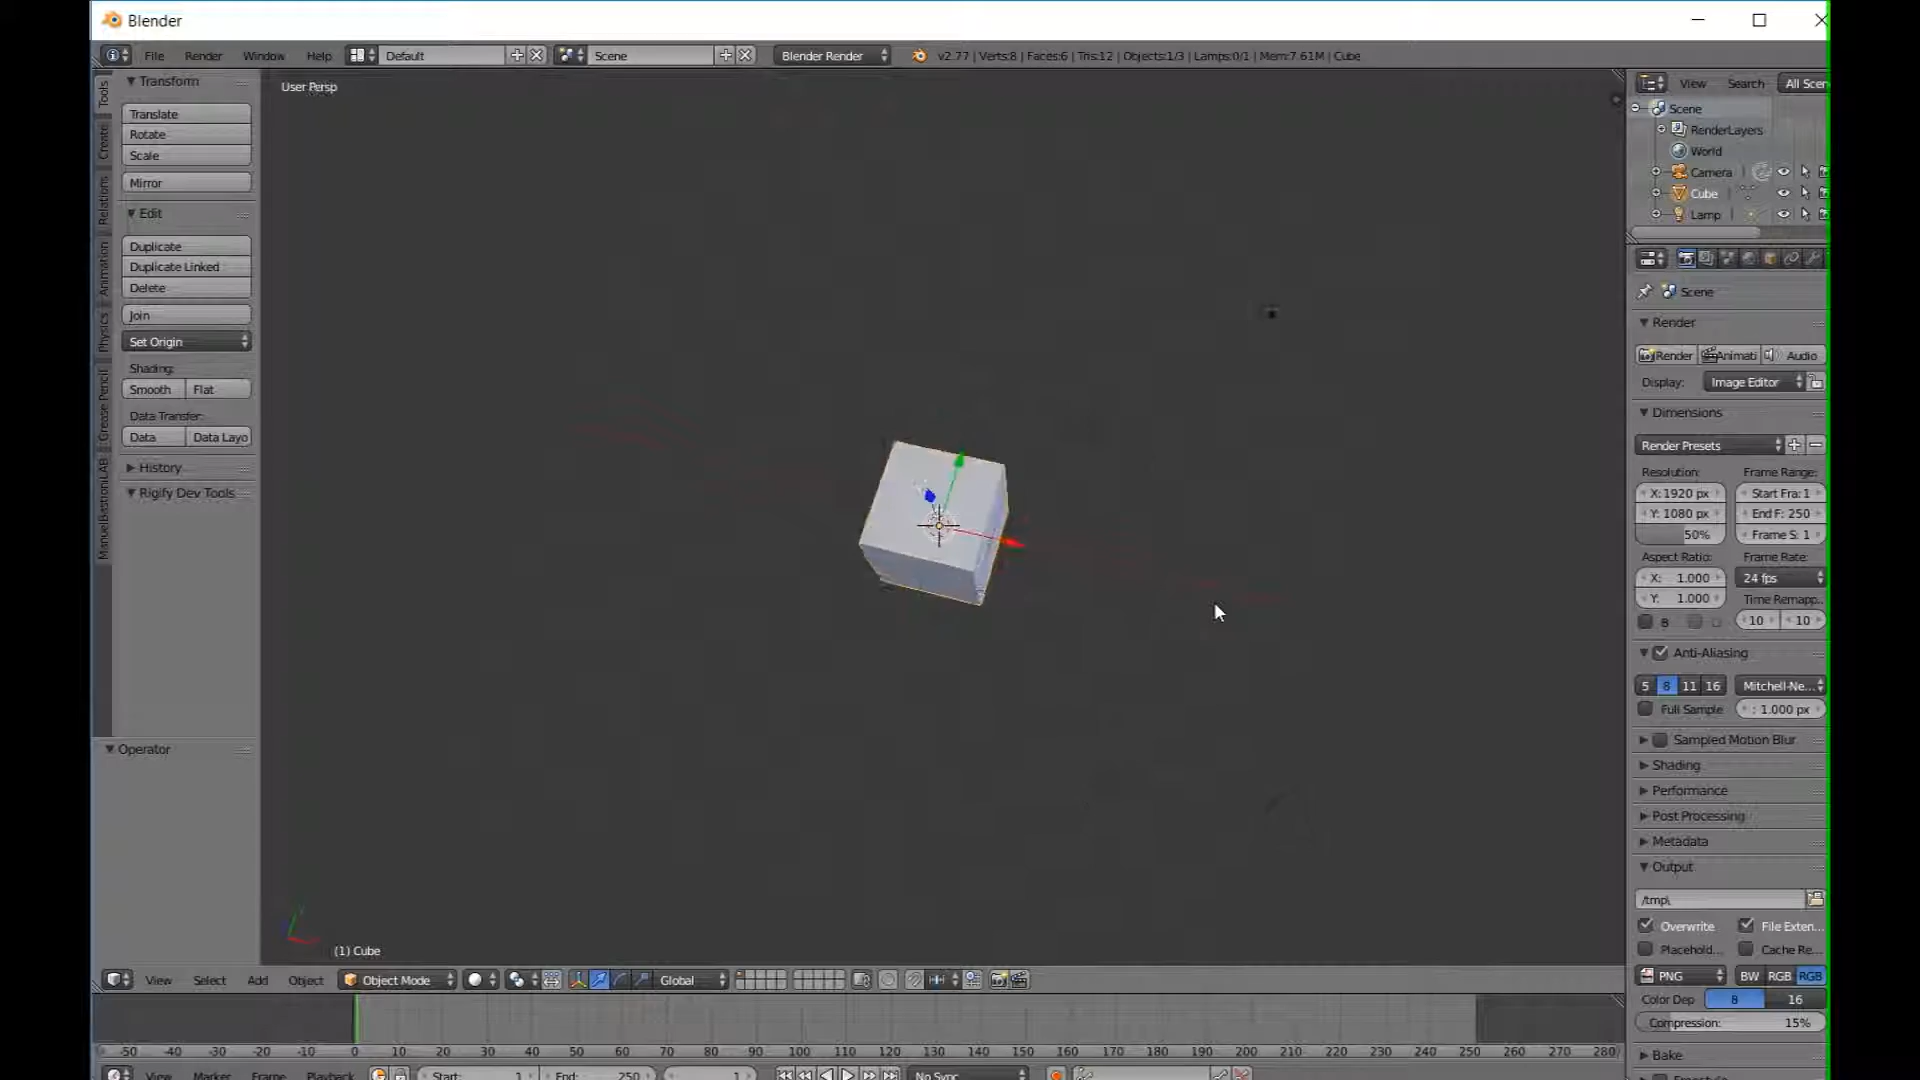 Blender
File Render Window Help Default Scene Blender Render v2.77 | Verts:8 | Faces:6 | Tris:12 | Objects:1/3 | Lamps:0/1 | Mem:7.61M | Cube
Tools
Create
Relations
Animation
Physics
Grease Pencil
ManuelBastioniLAB
Transform
Translate
Rotate
Scale
Mirror
Edit
Duplicate
Duplicate Linked
Delete
Join
Set Origin
Shading:
Smooth Flat
Data Transfer:
Data Data Layo
History
Rigify Dev Tools
Operator
User Persp
(1) Cube
View Select Add Object Object Mode Global
-50 -40 -30 -20 -10 0 10 20 30 40 50 60 70 80 90 100 110 120 130 140 150 160 170 180 190 200 210 220 230 240 250 260 270 280
View Marker Frame Playback Start: 1 End: 250 1 No Sync
View Search All Scen
Scene
RenderLayers
World
Camera
Cube
Lamp
Scene
Render
Render Animati Audio
Display: Image Editor
Dimensions
Render Presets
Resolution: Frame Range:
X: 1920 px Start Fra: 1
Y: 1080 px End F: 250
50% Frame S: 1
Aspect Ratio: Frame Rate:
X: 1.000 24 fps
Y: 1.000 Time Remapp..
B 10 10
Anti-Aliasing
5 8 11 16 Mitchell-Ne...
Full Sample : 1.000 px
Sampled Motion Blur
Shading
Performance
Post Processing
Metadata
Output
/tmp\
Overwrite File Exten...
Placehold... Cache Re...
PNG BW RGB RGB
Color Dep 8 16
Compression: 15%
Bake